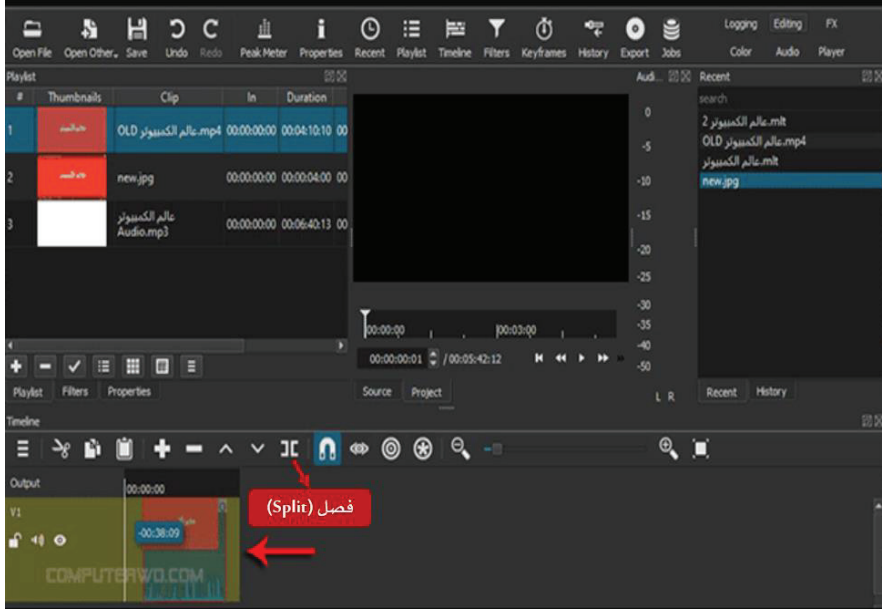 Open File Open Other Save Undo Redo Peak Meter Properties Recent Playlist Timeline Filters Keyframes History Export Jobs
Logging Editing FX
Color Audio Player
Playlist
# Thumbnails Clip In Duration
1 عالم الكمبيوتر OLD.mp4 00:00:00:00 00:04:10:10 00
2 new.jpg 00:00:00:00 00:00:04:00 00
3 عالم الكمبيوتر
Audio.mp3 00:00:00:00 00:06:40:13 00
Playlist Filters Properties
00:00:00 00:03:00
00:00:00:01 / 00:05:42:12
Source Project
Audi...
0
-5
-10
-15
-20
-25
-30
-35
-40
-50
L R
Recent
search
عالم الكمبيوتر 2.mlt
عالم الكمبيوتر OLD.mp4
عالم الكمبيوتر.mlt
new.jpg
Recent History
Timeline
Output
00:00:00
فصل (Split)
V1
-00:38:09
COMPUTERWD.COM